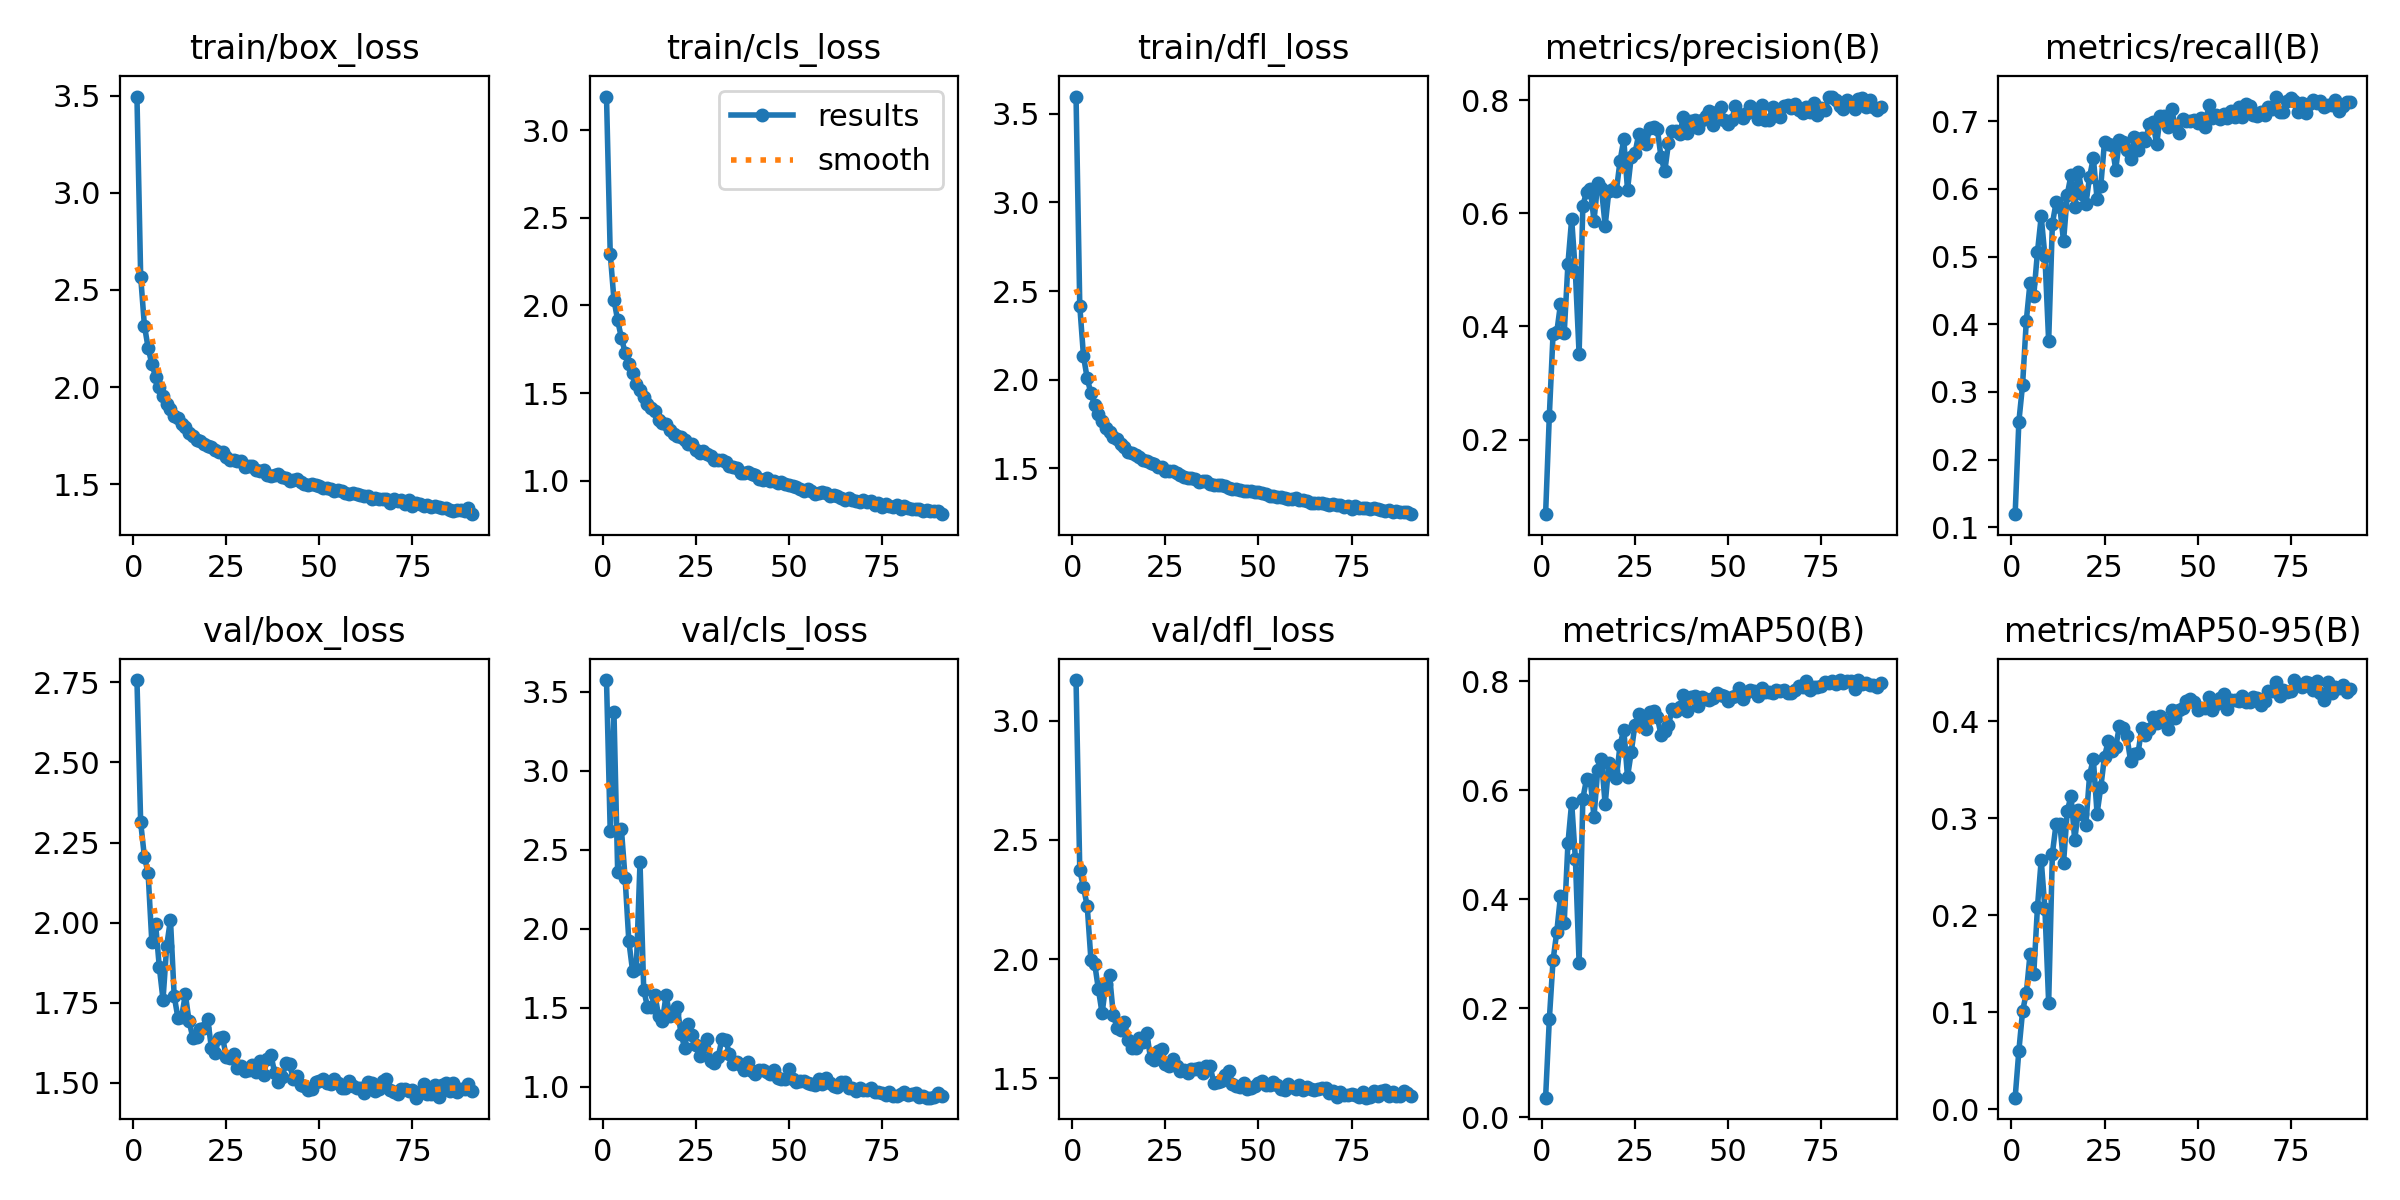 train/box_loss
3.5
3.0
2.5
2.0
1.5
0 25 50 75
train/cls_loss
results
smooth
3.0
2.5
2.0
1.5
1.0
0 25 50 75
train/dfl_loss
3.5
3.0
2.5
2.0
1.5
0 25 50 75
metrics/precision(B)
0.8
0.6
0.4
0.2
0 25 50 75
metrics/recall(B)
0.7
0.6
0.5
0.4
0.3
0.2
0.1
0 25 50 75
val/box_loss
2.75
2.50
2.25
2.00
1.75
1.50
0 25 50 75
val/cls_loss
3.5
3.0
2.5
2.0
1.5
1.0
0 25 50 75
val/dfl_loss
3.0
2.5
2.0
1.5
0 25 50 75
metrics/mAP50(B)
0.8
0.6
0.4
0.2
0.0
0 25 50 75
metrics/mAP50-95(B)
0.4
0.3
0.2
0.1
0.0
0 25 50 75